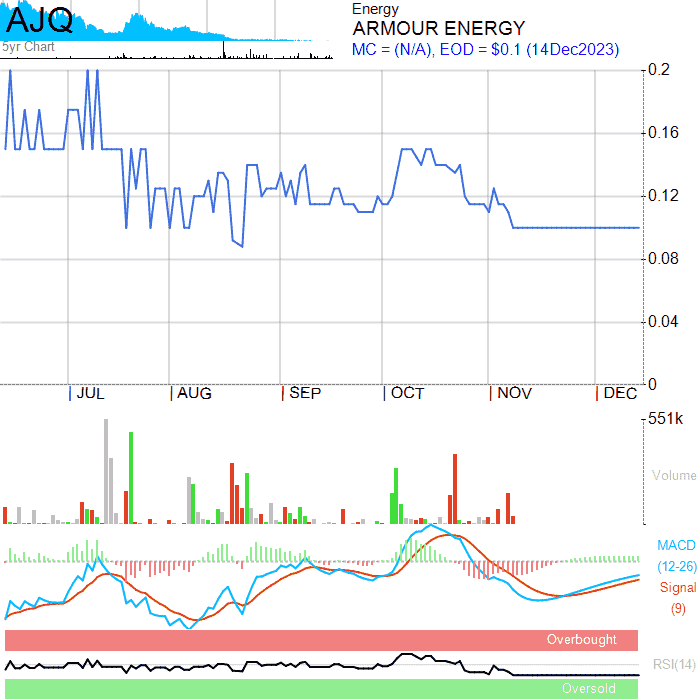 AJQ
5yr Chart
Energy
ARMOUR ENERGY
MC = (N/A), EOD = $0.1 (14Dec2023)
0.2
0.16
0.12
0.08
0.04
0
JUL AUG SEP OCT NOV DEC
551k
Volume
MACD
(12-26)
Signal
(9)
Overbought
RSI(14)
Oversold